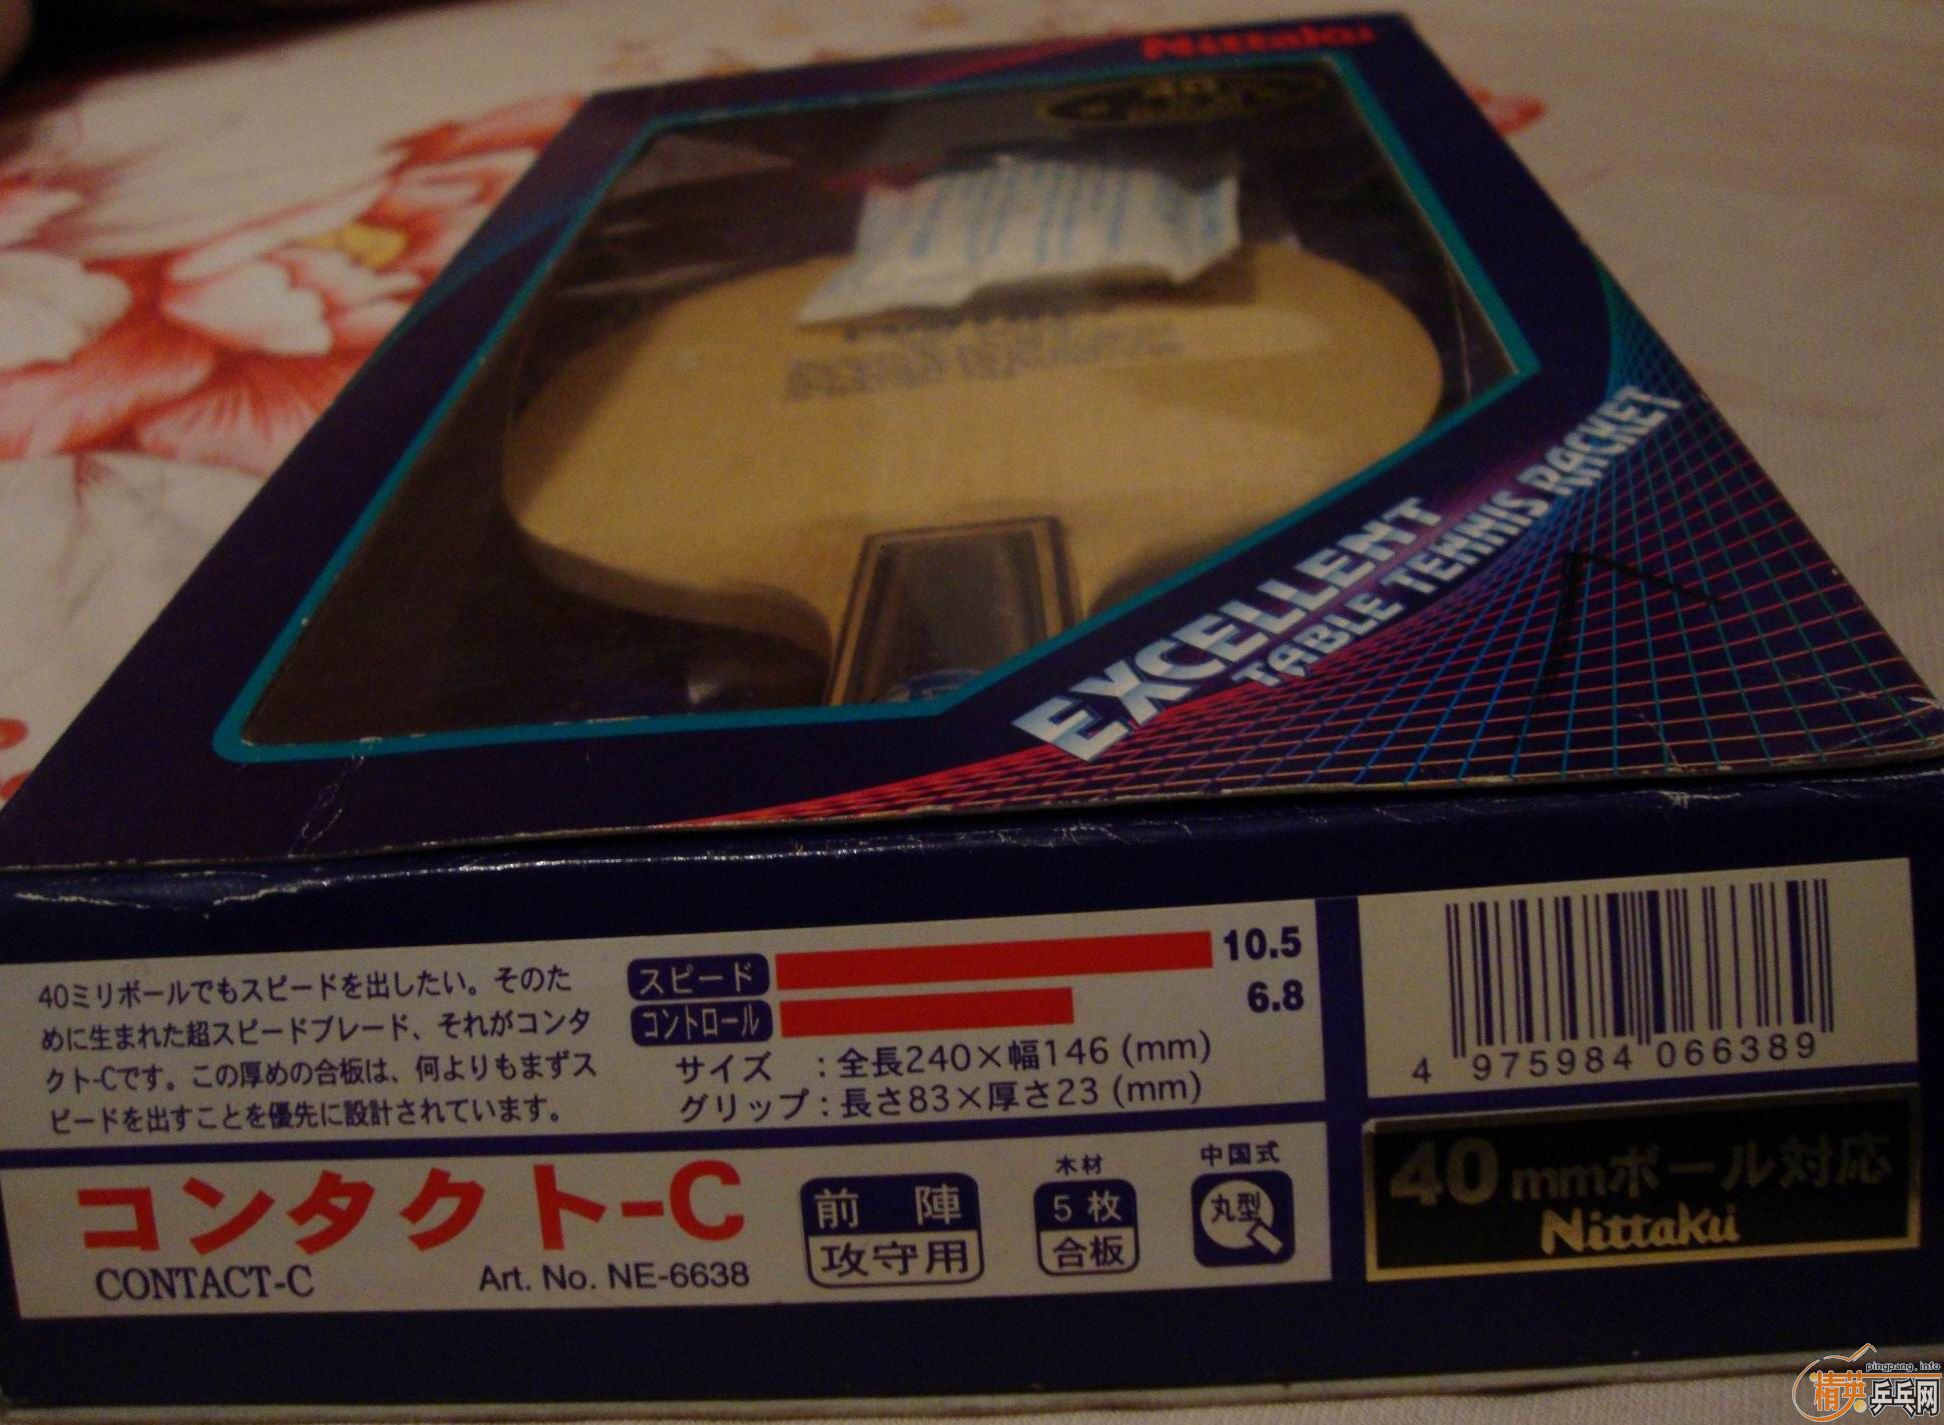 Nittaku
40
EXCELLENT
TABLE TENNIS RACKET
40ミリボールでもスピードを出したい。そのた
めに生まれた超スピードブレード、それがコンタ
クト-Cです。この厚めの合板は、何よりもまずス
ピードを出すことを優先に設計されています。
スピード 10.5
コントロール 6.8
サイズ :全長240×幅146(mm)
グリップ:長さ83×厚さ23(mm)
4 975984 066389
コンタクト-C
CONTACT-C Art. No. NE-6638
前陣
攻守用
木材
5枚
合板
中国式
丸型
40mmボール対応
Nittaku
pingpang.info
精英乒乓网